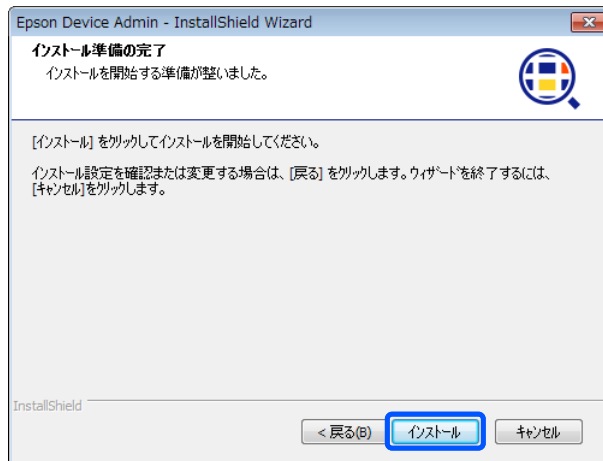 Epson Device Admin - InstallShield Wizard
インストール準備の完了
インストールを開始する準備が整いました。
[インストール] をクリックしてインストールを開始してください。
インストール設定を確認または変更する場合は、[戻る] をクリックします。ウィザードを終了するには、
[キャンセル]をクリックします。
InstallShield
< 戻る(B) インストール キャンセル